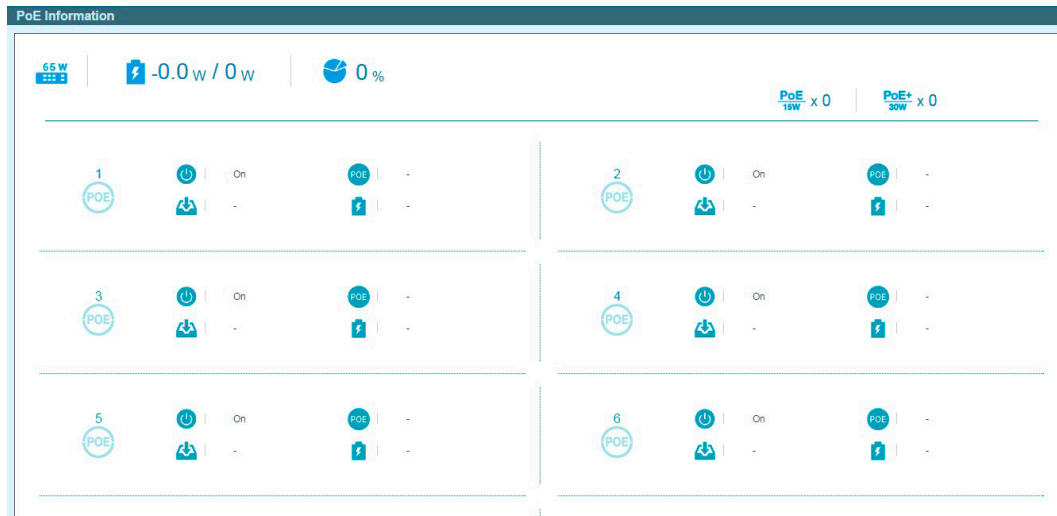 PoE Information
65 W
-0.0 W / 0 W
0 %
PoE 15W x 0
PoE+ 30W x 0
1
POE
On
POE
-
-
-
2
POE
On
POE
-
-
-
3
POE
On
POE
-
-
-
4
POE
On
POE
-
-
-
5
POE
On
POE
-
-
-
6
POE
On
POE
-
-
-